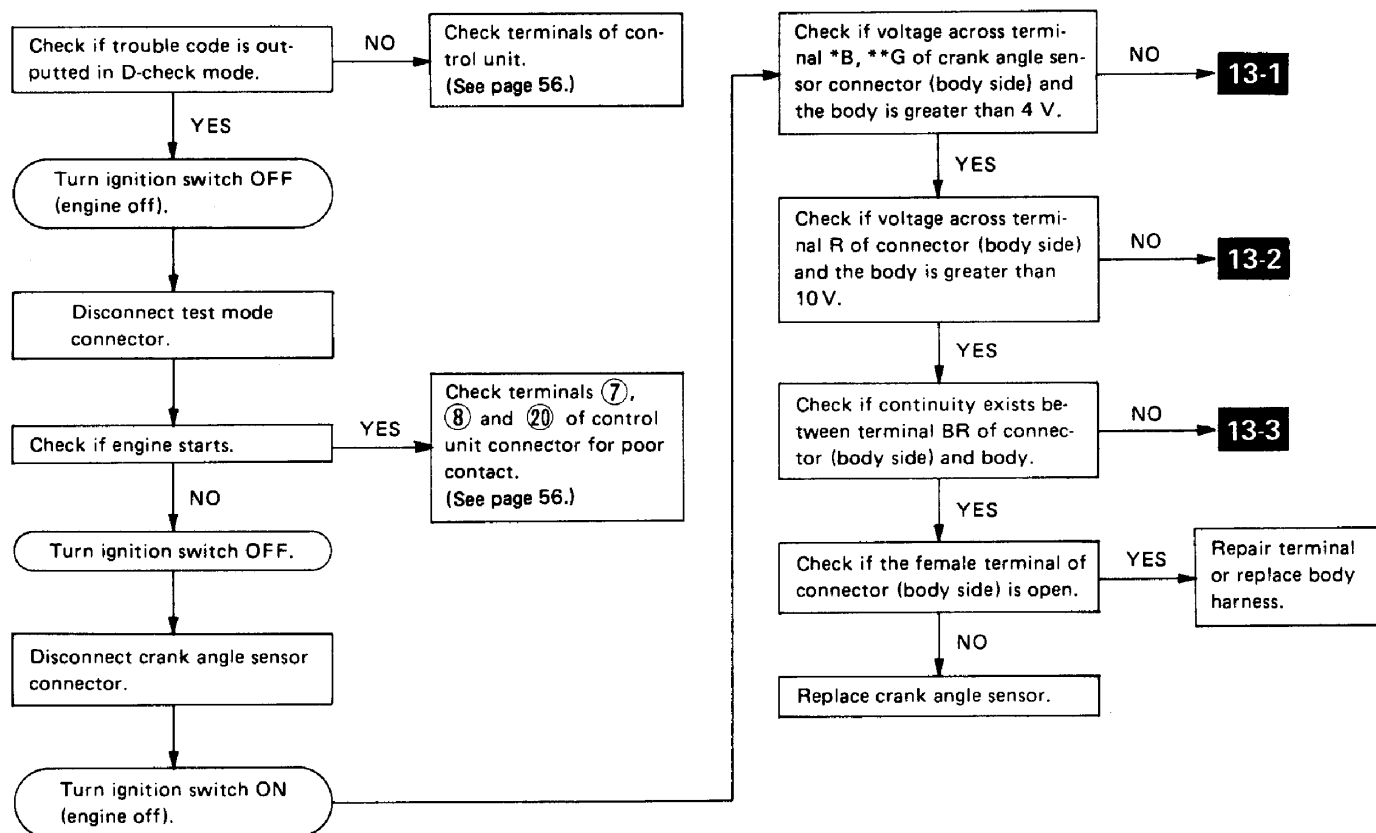 Check if trouble code is out-
putted in D-check mode.
NO
Check terminals of con-
trol unit.
(See page 56.)
YES
Turn ignition switch OFF
(engine off).
Disconnect test mode
connector.
Check if engine starts.
YES
Check terminals ⑦,
⑧ and ⑳ of control
unit connector for poor
contact.
(See page 56.)
NO
Turn ignition switch OFF.
Disconnect crank angle sensor
connector.
Turn ignition switch ON
(engine off).
Check if voltage across termi-
nal *B, **G of crank angle sen-
sor connector (body side) and
the body is greater than 4 V.
NO
13-1
YES
Check if voltage across termi-
nal R of connector (body side)
and the body is greater than
10 V.
NO
13-2
YES
Check if continuity exists be-
tween terminal BR of connec-
tor (body side) and body.
NO
13-3
YES
Check if the female terminal of
connector (body side) is open.
YES
Repair terminal
or replace body
harness.
NO
Replace crank angle sensor.